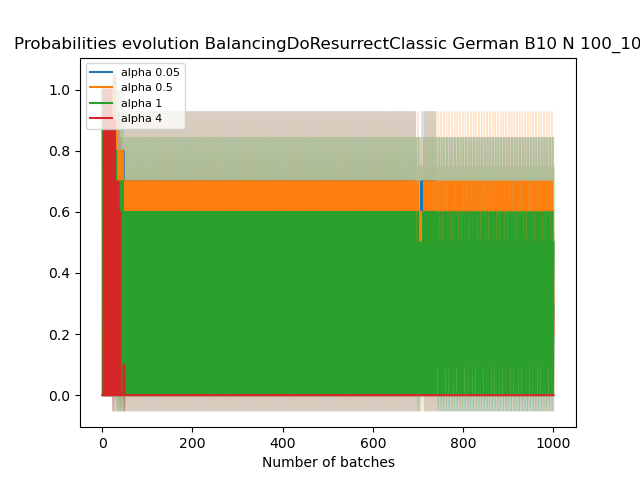 Probabilities evolution BalancingDoResurrectClassic German B10 N 100_10
alpha 0.05
alpha 0.5
alpha 1
alpha 4
1.0
0.8
0.6
0.4
0.2
0.0
0 200 400 600 800 1000
Number of batches